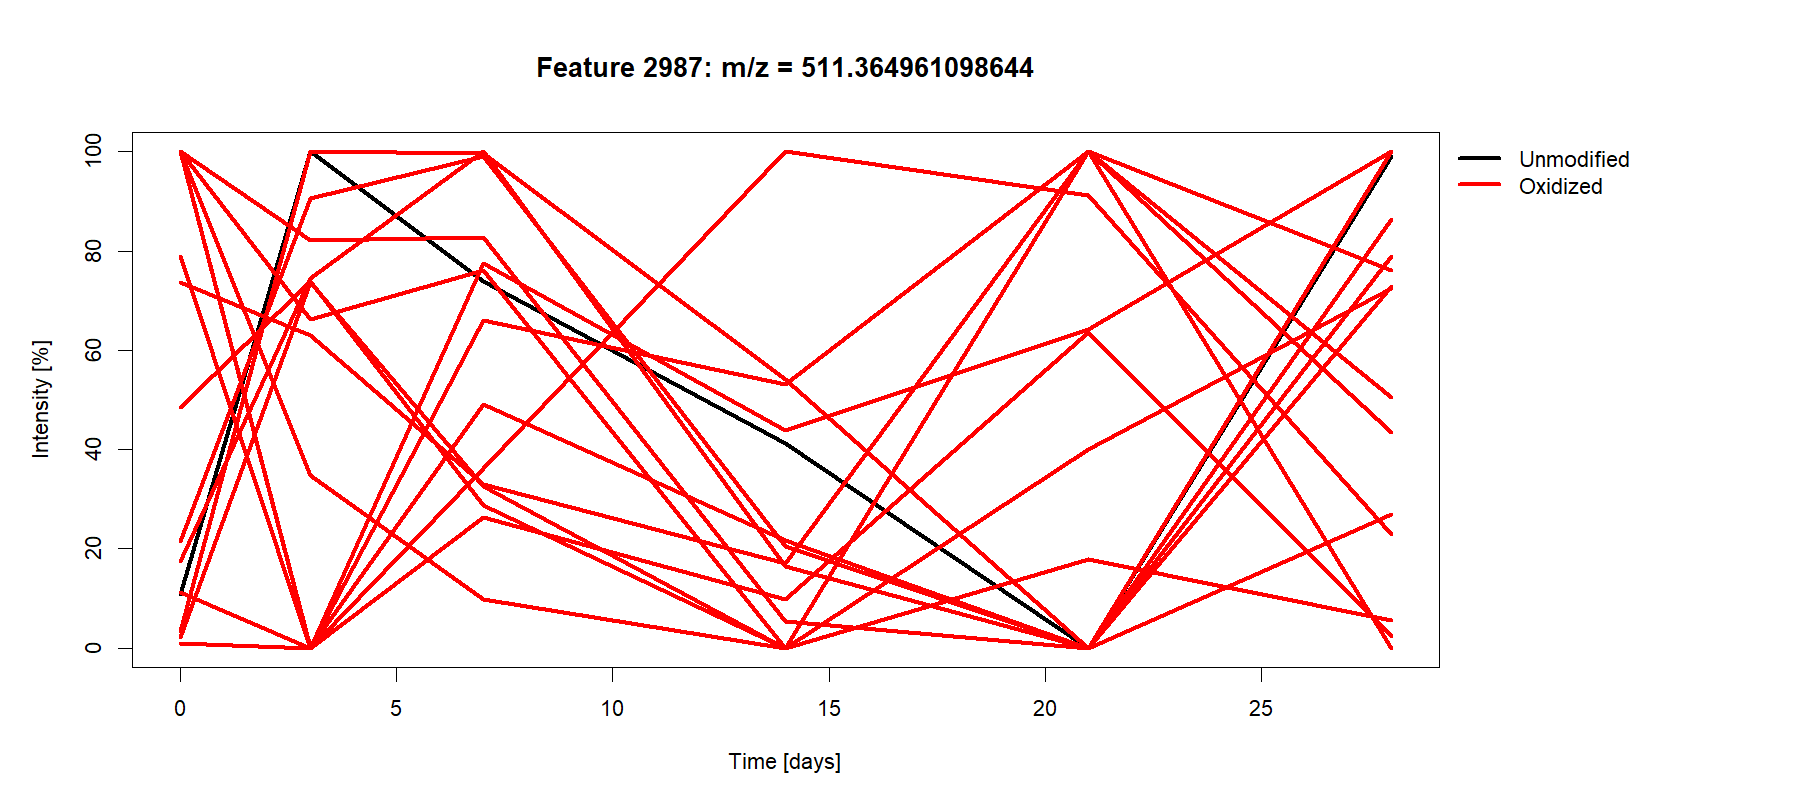 Feature 2987: m/z = 511.364961098644
Unmodified
Oxidized
Intensity [%]
100
80
60
40
20
0
0 5 10 15 20 25
Time [days]